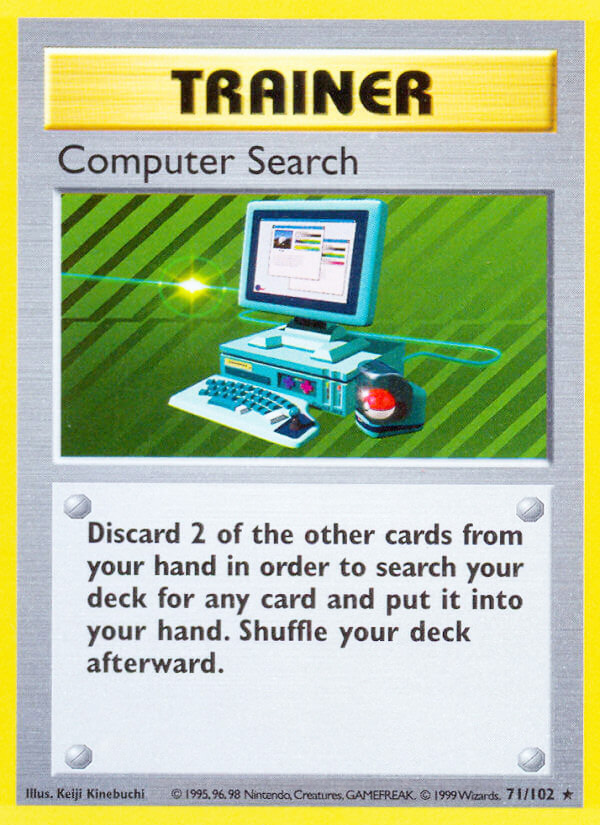 TRAINER
Computer Search
Discard 2 of the other cards from
your hand in order to search your
deck for any card and put it into
your hand. Shuffle your deck
afterward.
Illus. Keiji Kinebuchi © 1995, 96, 98 Nintendo, Creatures, GAMEFREAK. © 1999 Wizards. 71/102 ★